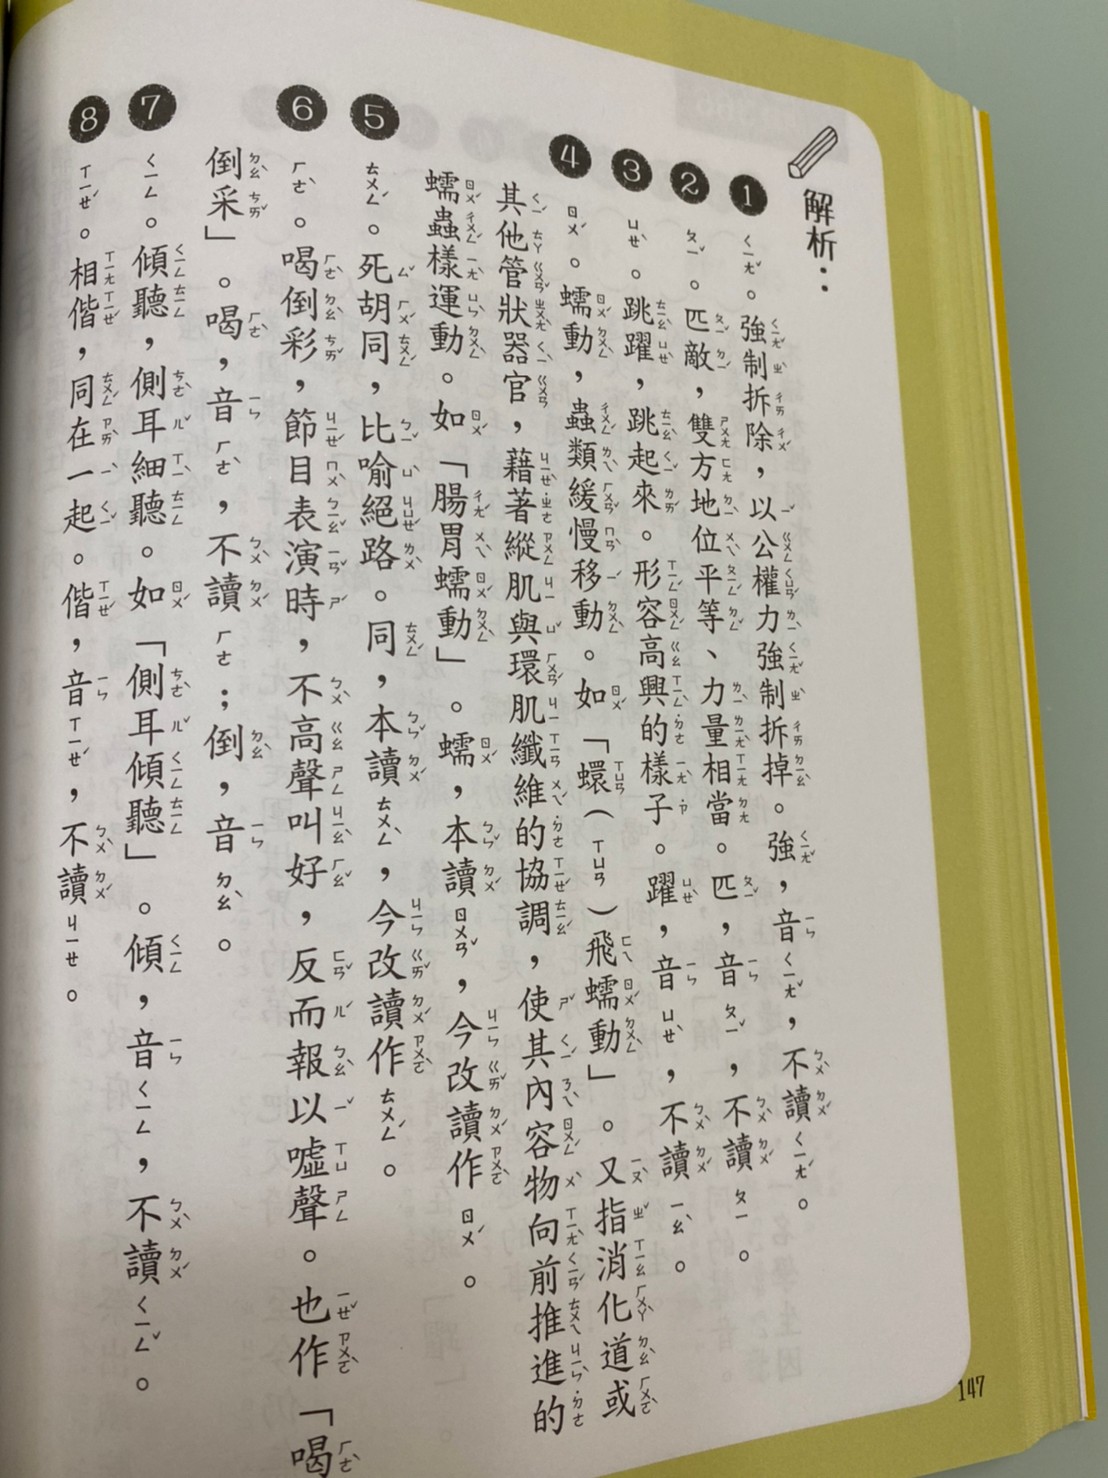 解析：
1 ㄑㄧㄤˇ。強制拆除，以公權力強制拆掉。強，音ㄑㄧㄤˇ，不讀ㄑㄧㄤˊ。
2 ㄆㄧˇ。匹敵，雙方地位平等、力量相當。匹，音ㄆㄧˇ，不讀ㄆㄧ。
3 ㄩㄝˋ。跳躍，跳起來。形容高興的樣子。躍，音ㄩㄝˋ，不讀ㄧㄠˋ。
4 ㄖㄨˊ。蠕動，蟲類緩慢移動。如「蠉（ㄒㄩㄢ）飛蠕動」。又指消化道或
其他管狀器官，藉著縱肌與環肌纖維的協調，使其內容物向前推進的
蠕蟲樣運動。如「腸胃蠕動」。蠕，本讀ㄖㄨㄢˇ，今改讀作ㄖㄨˊ。
5 ㄊㄨㄥˊ。死胡同，比喻絕路。同，本讀ㄊㄨㄥˋ，今改讀作ㄊㄨㄥˊ。
6 ㄏㄜˋ。喝倒彩，節目表演時，不高聲叫好，反而報以噓聲。也作「喝
倒采」。喝，音ㄏㄜˋ，不讀ㄏㄜ；倒，音ㄉㄠˋ。
7 ㄑㄧㄥ。傾聽，側耳細聽。如「側耳傾聽」。傾，音ㄑㄧㄥ，不讀ㄑㄧㄥˇ。
8 ㄒㄧㄝˊ。相偕，同在一起。偕，音ㄒㄧㄝˊ，不讀ㄐㄧㄝ。
147